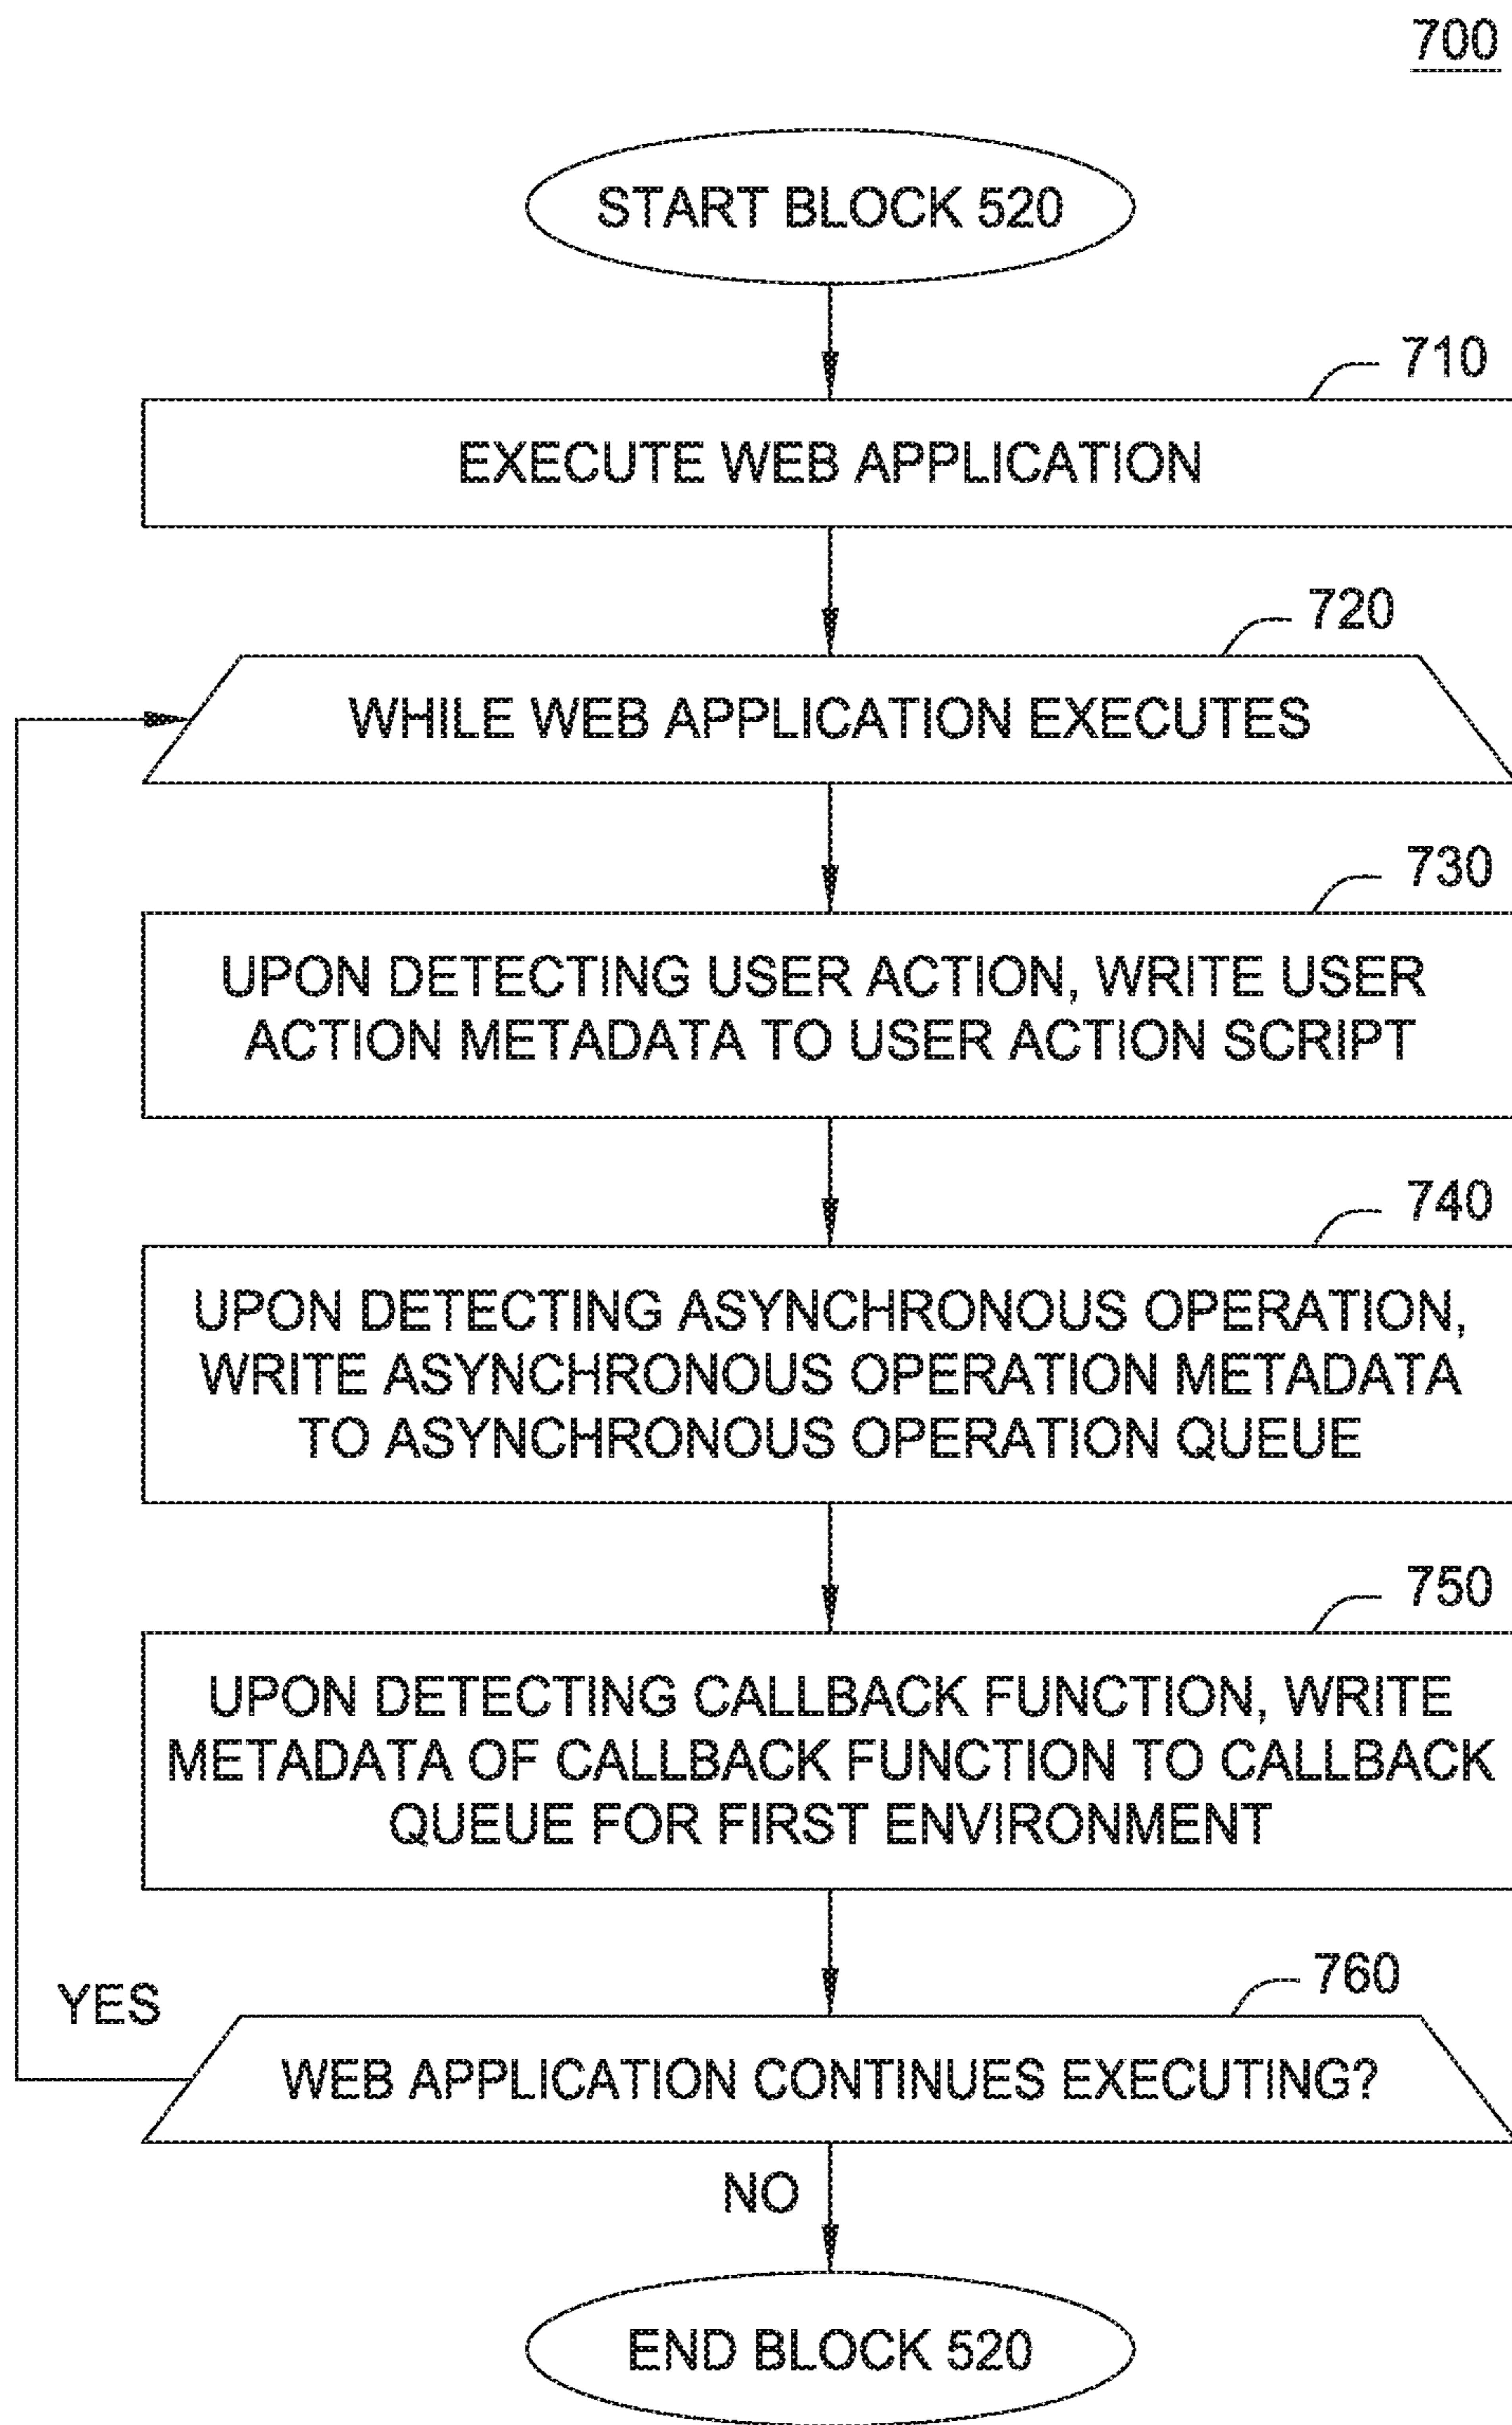 700
START BLOCK 520
710
EXECUTE WEB APPLICATION
720
WHILE WEB APPLICATION EXECUTES
730
UPON DETECTING USER ACTION, WRITE USER
ACTION METADATA TO USER ACTION SCRIPT
740
UPON DETECTING ASYNCHRONOUS OPERATION,
WRITE ASYNCHRONOUS OPERATION METADATA
TO ASYNCHRONOUS OPERATION QUEUE
750
UPON DETECTING CALLBACK FUNCTION, WRITE
METADATA OF CALLBACK FUNCTION TO CALLBACK
QUEUE FOR FIRST ENVIRONMENT
760
YES
WEB APPLICATION CONTINUES EXECUTING?
NO
END BLOCK 520